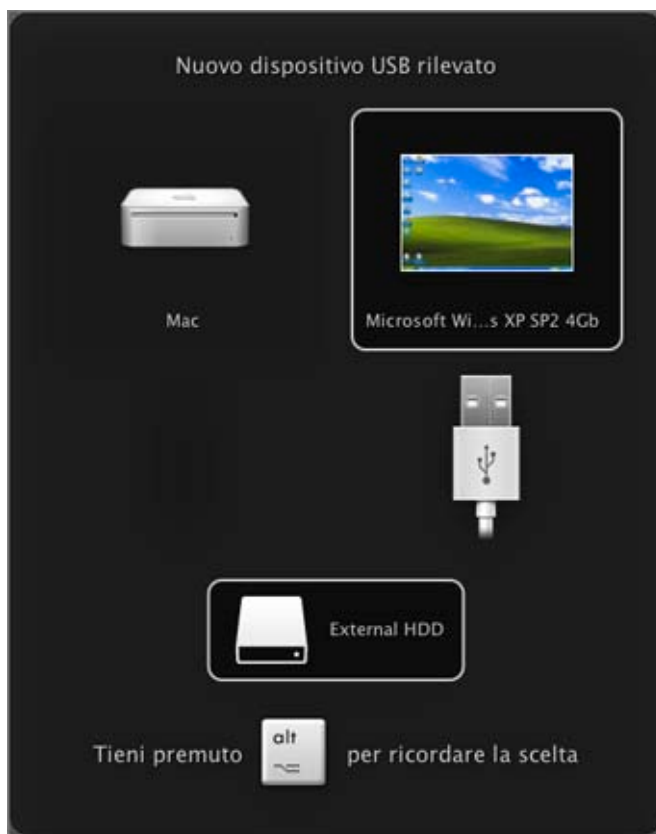 Nuovo dispositivo USB rilevato
Mac
Microsoft Wi...s XP SP2 4Gb
External HDD
Tieni premuto alt per ricordare la scelta